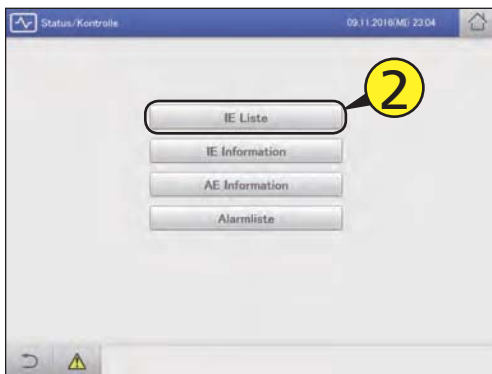 Status/Kontrolle
09.11.2016(MI) 23:04
2
IE Liste
IE Information
AE Information
Alarmliste